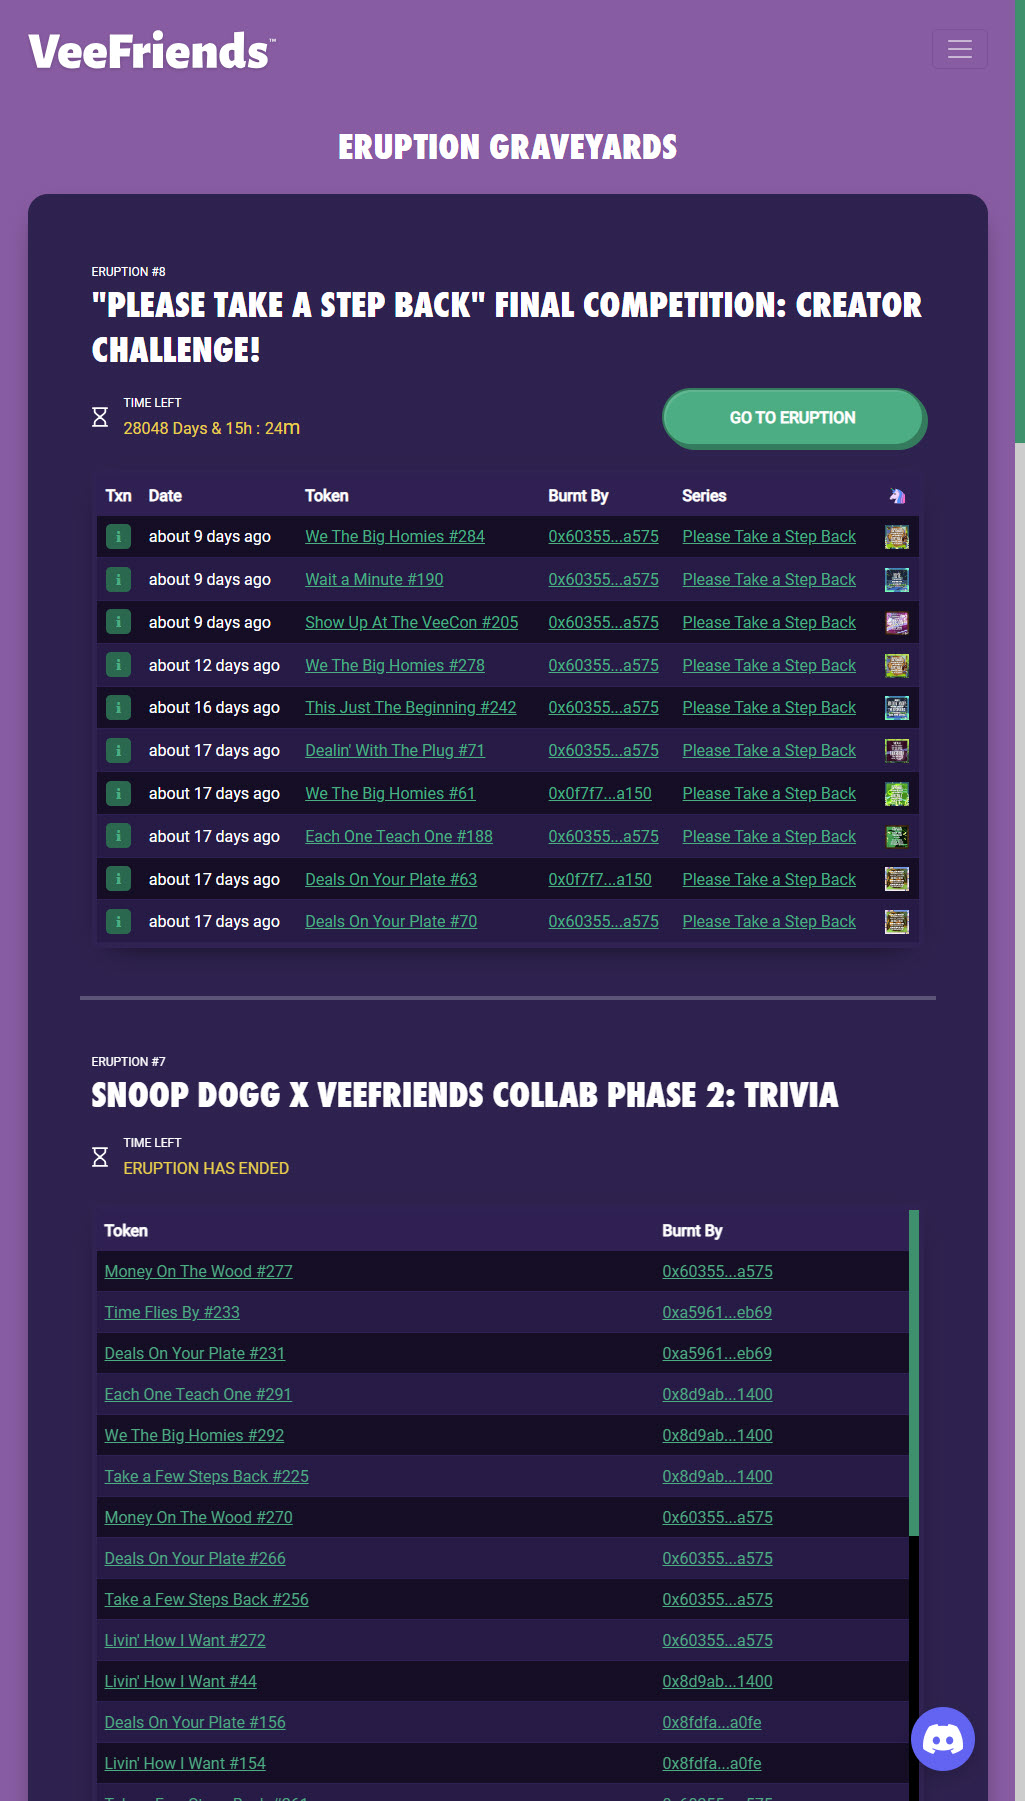 VeeFriends™
ERUPTION GRAVEYARDS
ERUPTION #8
"PLEASE TAKE A STEP BACK" FINAL COMPETITION: CREATOR
CHALLENGE!
TIME LEFT
28048 Days & 15h : 24m
GO TO ERUPTION
Txn Date Token Burnt By Series
i about 9 days ago We The Big Homies #284 0x60355...a575 Please Take a Step Back
i about 9 days ago Wait a Minute #190 0x60355...a575 Please Take a Step Back
i about 9 days ago Show Up At The VeeCon #205 0x60355...a575 Please Take a Step Back
i about 12 days ago We The Big Homies #278 0x60355...a575 Please Take a Step Back
i about 16 days ago This Just The Beginning #242 0x60355...a575 Please Take a Step Back
i about 17 days ago Dealin' With The Plug #71 0x60355...a575 Please Take a Step Back
i about 17 days ago We The Big Homies #61 0x0f7f7...a150 Please Take a Step Back
i about 17 days ago Each One Teach One #188 0x60355...a575 Please Take a Step Back
i about 17 days ago Deals On Your Plate #63 0x0f7f7...a150 Please Take a Step Back
i about 17 days ago Deals On Your Plate #70 0x60355...a575 Please Take a Step Back
ERUPTION #7
SNOOP DOGG X VEEFRIENDS COLLAB PHASE 2: TRIVIA
TIME LEFT
ERUPTION HAS ENDED
Token Burnt By
Money On The Wood #277 0x60355...a575
Time Flies By #233 0xa5961...eb69
Deals On Your Plate #231 0xa5961...eb69
Each One Teach One #291 0x8d9ab...1400
We The Big Homies #292 0x8d9ab...1400
Take a Few Steps Back #225 0x8d9ab...1400
Money On The Wood #270 0x60355...a575
Deals On Your Plate #266 0x60355...a575
Take a Few Steps Back #256 0x60355...a575
Livin' How I Want #272 0x60355...a575
Livin' How I Want #44 0x8d9ab...1400
Deals On Your Plate #156 0x8fdfa...a0fe
Livin' How I Want #154 0x8fdfa...a0fe